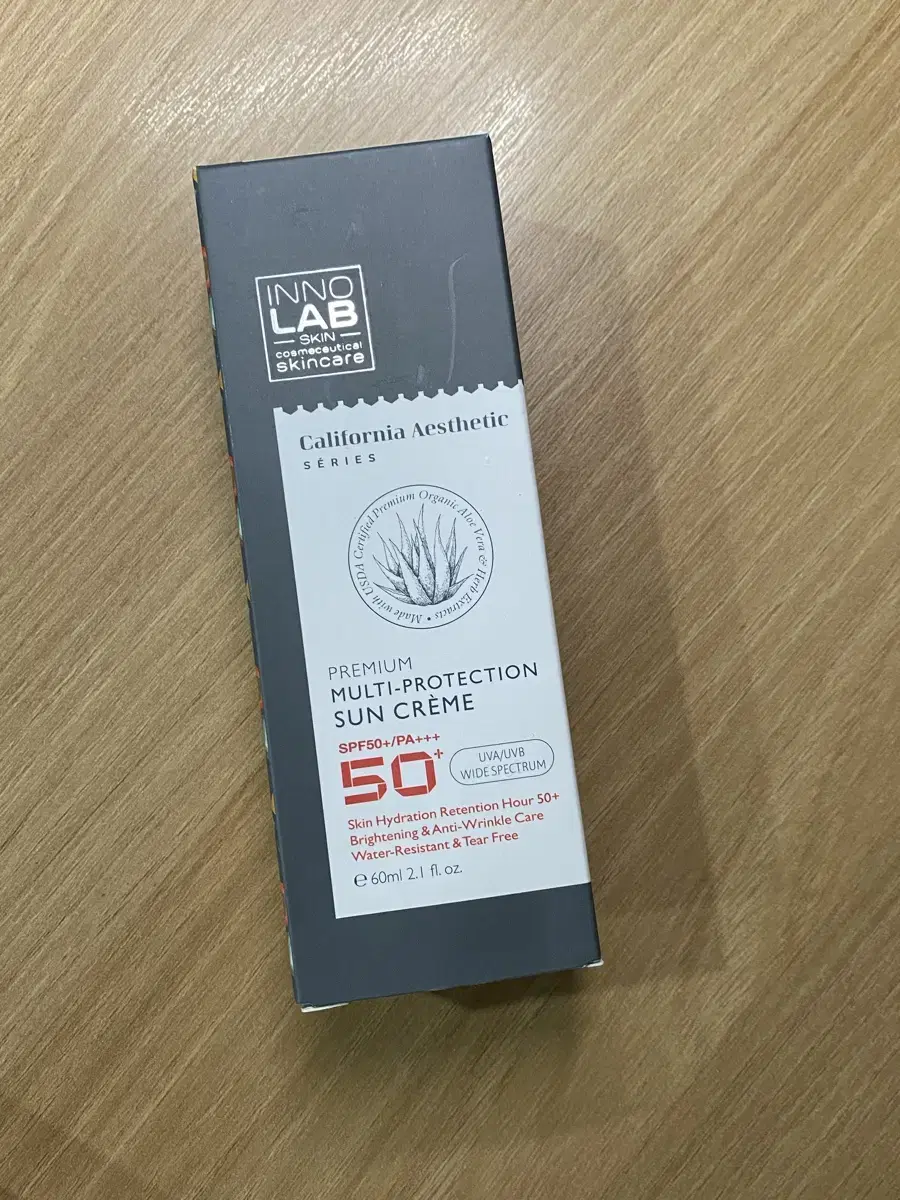 INNO
LAB
SKIN
cosmeceutical
skincare
California Aesthetic
SÉRIES
Made with USDA Certified Premium Organic Aloe Vera & Herb Extracts •
PREMIUM
MULTI-PROTECTION
SUN CRÈME
SPF50+/PA+++
50+
UVA/UVB
WIDE SPECTRUM
Skin Hydration Retention Hour 50+
Brightening & Anti-Wrinkle Care
Water-Resistant & Tear Free
℮ 60ml 2.1 fl. oz.